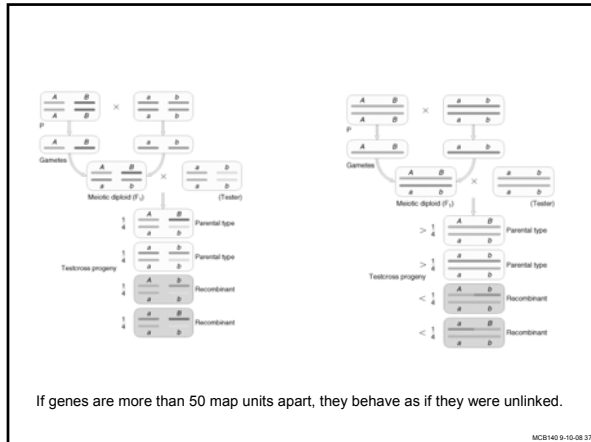 A B a b
×
A B a b
P
Gametes
A B a b
A B
a b
×
a b
a b
Meiotic diploid (F₁) (Tester)
Testcross progeny
1/4 A B Parental type
a b
1/4 a b Parental type
a b
1/4 A b Recombinant
a b
1/4 a B Recombinant
a b
A B a b
×
A B a b
P
Gametes
A B a b
A B
a b
×
a b
a b
Meiotic diploid (F₁) (Tester)
Testcross progeny
> 1/4 A B Parental type
a b
> 1/4 a b Parental type
a b
< 1/4 A b Recombinant
a b
< 1/4 a B Recombinant
a b
If genes are more than 50 map units apart, they behave as if they were unlinked.
MCB140 9-10-08 37